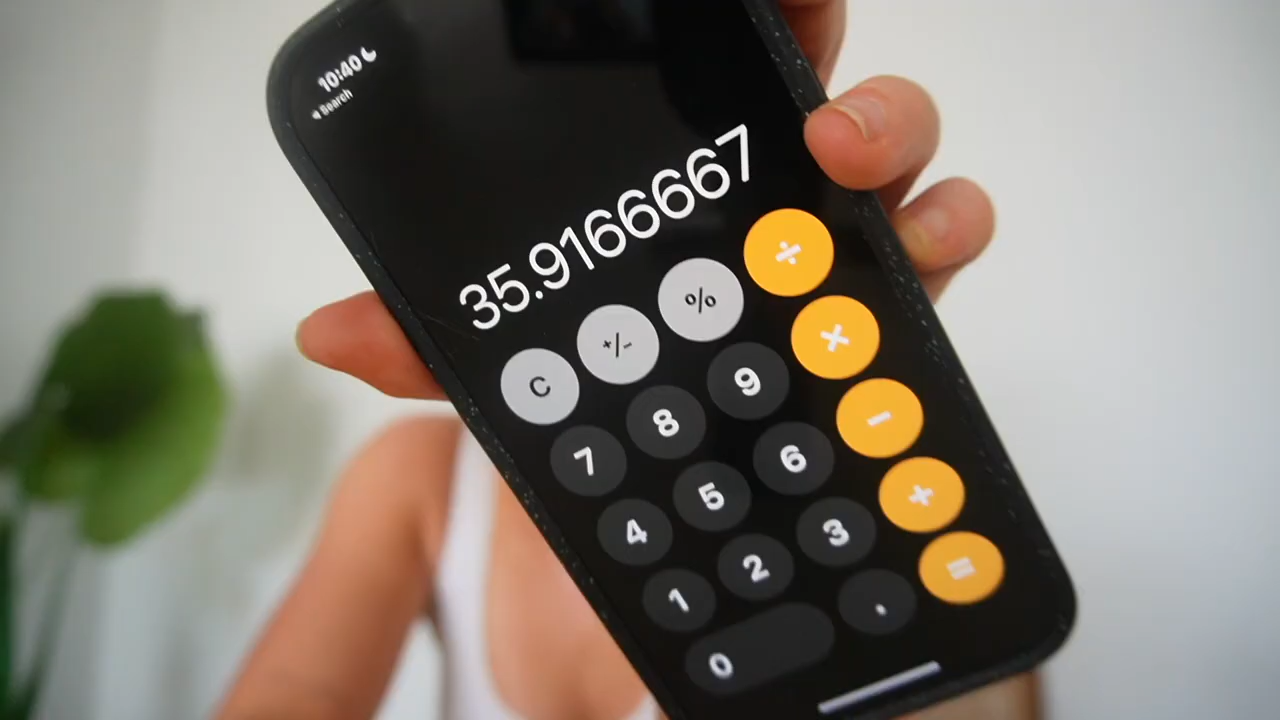 10:40
◂ Search
35.9166667
C +/- % ÷
7 8 9 ×
4 5 6 −
1 2 3 +
0 , =